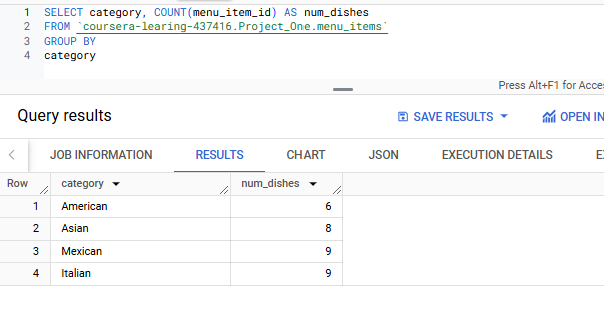 1 SELECT category, COUNT(menu_item_id) AS num_dishes
2 FROM `coursera-learing-437416.Project_One.menu_items`
3 GROUP BY
4 category
Press Alt+F1 for Acces
Query results SAVE RESULTS OPEN IN
JOB INFORMATION RESULTS CHART JSON EXECUTION DETAILS E
Row category num_dishes
1 American 6
2 Asian 8
3 Mexican 9
4 Italian 9